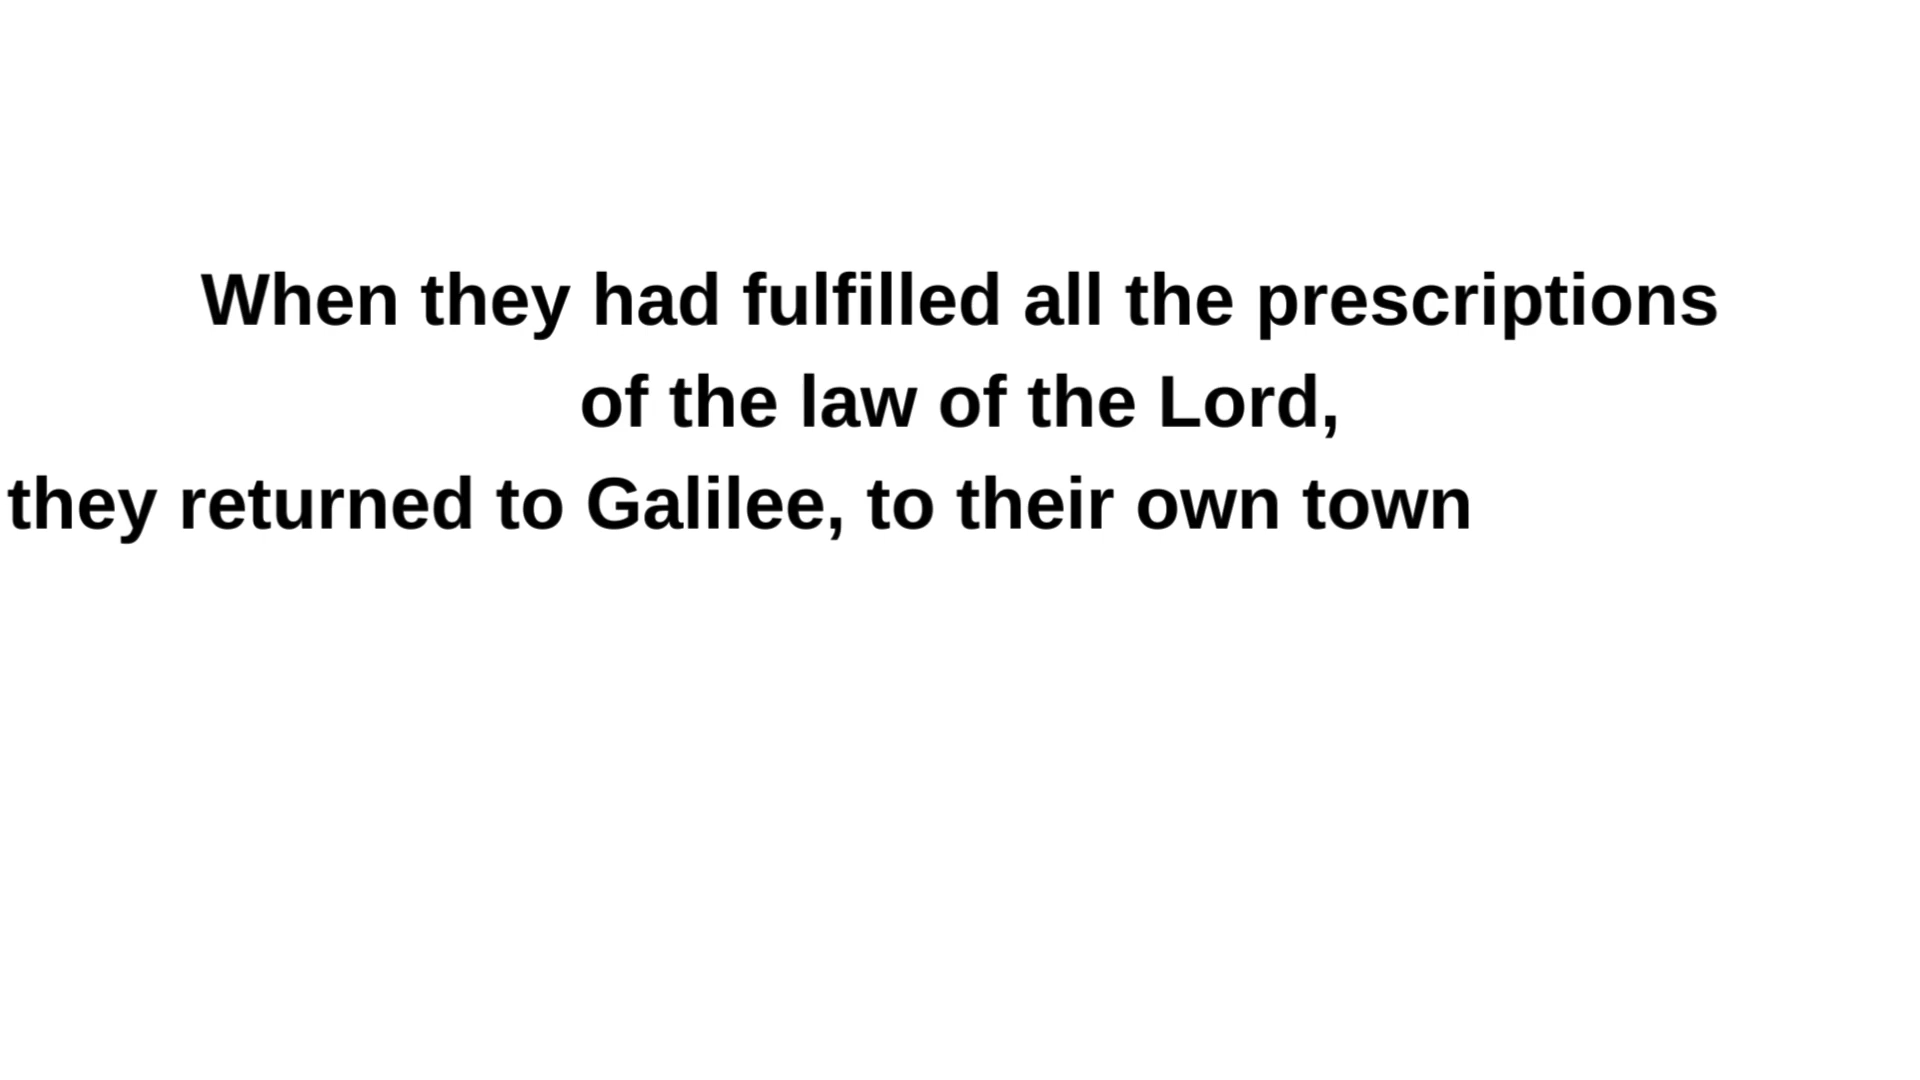 When they had fulfilled all the prescriptions
of the law of the Lord,
they returned to Galilee, to their own town